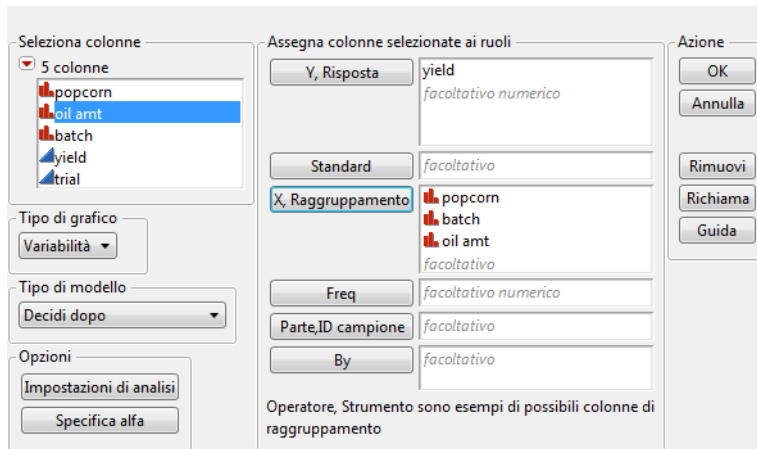 Seleziona colonne
5 colonne
popcorn
oil amt
batch
yield
trial
Tipo di grafico
Variabilità
Tipo di modello
Decidi dopo
Opzioni
Impostazioni di analisi
Specifica alfa
Assegna colonne selezionate ai ruoli
Y, Risposta
yield
facoltativo numerico
Standard
facoltativo
X, Raggruppamento
popcorn
batch
oil amt
facoltativo
Freq
facoltativo numerico
Parte,ID campione
facoltativo
By
facoltativo
Operatore, Strumento sono esempi di possibili colonne di
raggruppamento
Azione
OK
Annulla
Rimuovi
Richiama
Guida